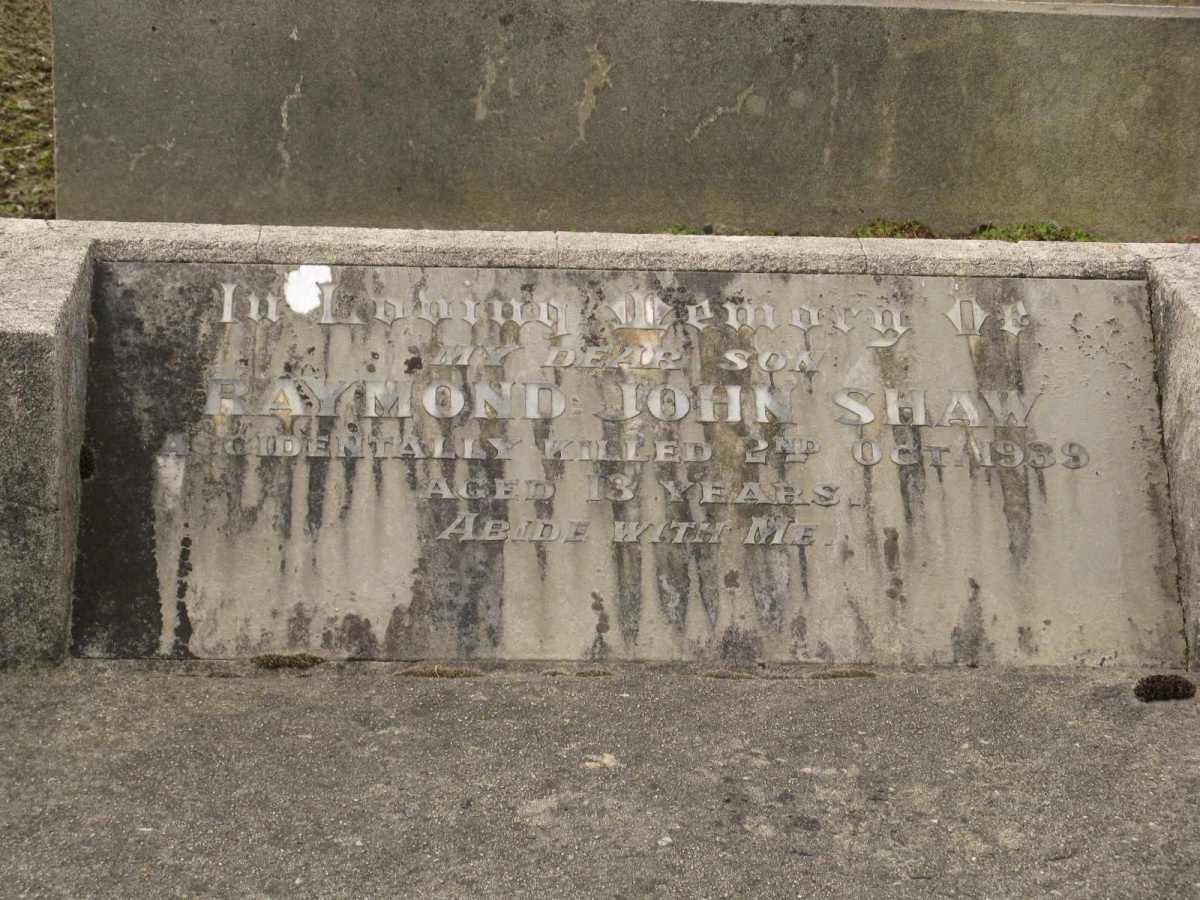 In Loving Memory Of
MY DEAR SON
RAYMOND JOHN SHAW
ACCIDENTALLY KILLED 2ND OCT. 1939
AGED 13 YEARS.
ABIDE WITH ME.